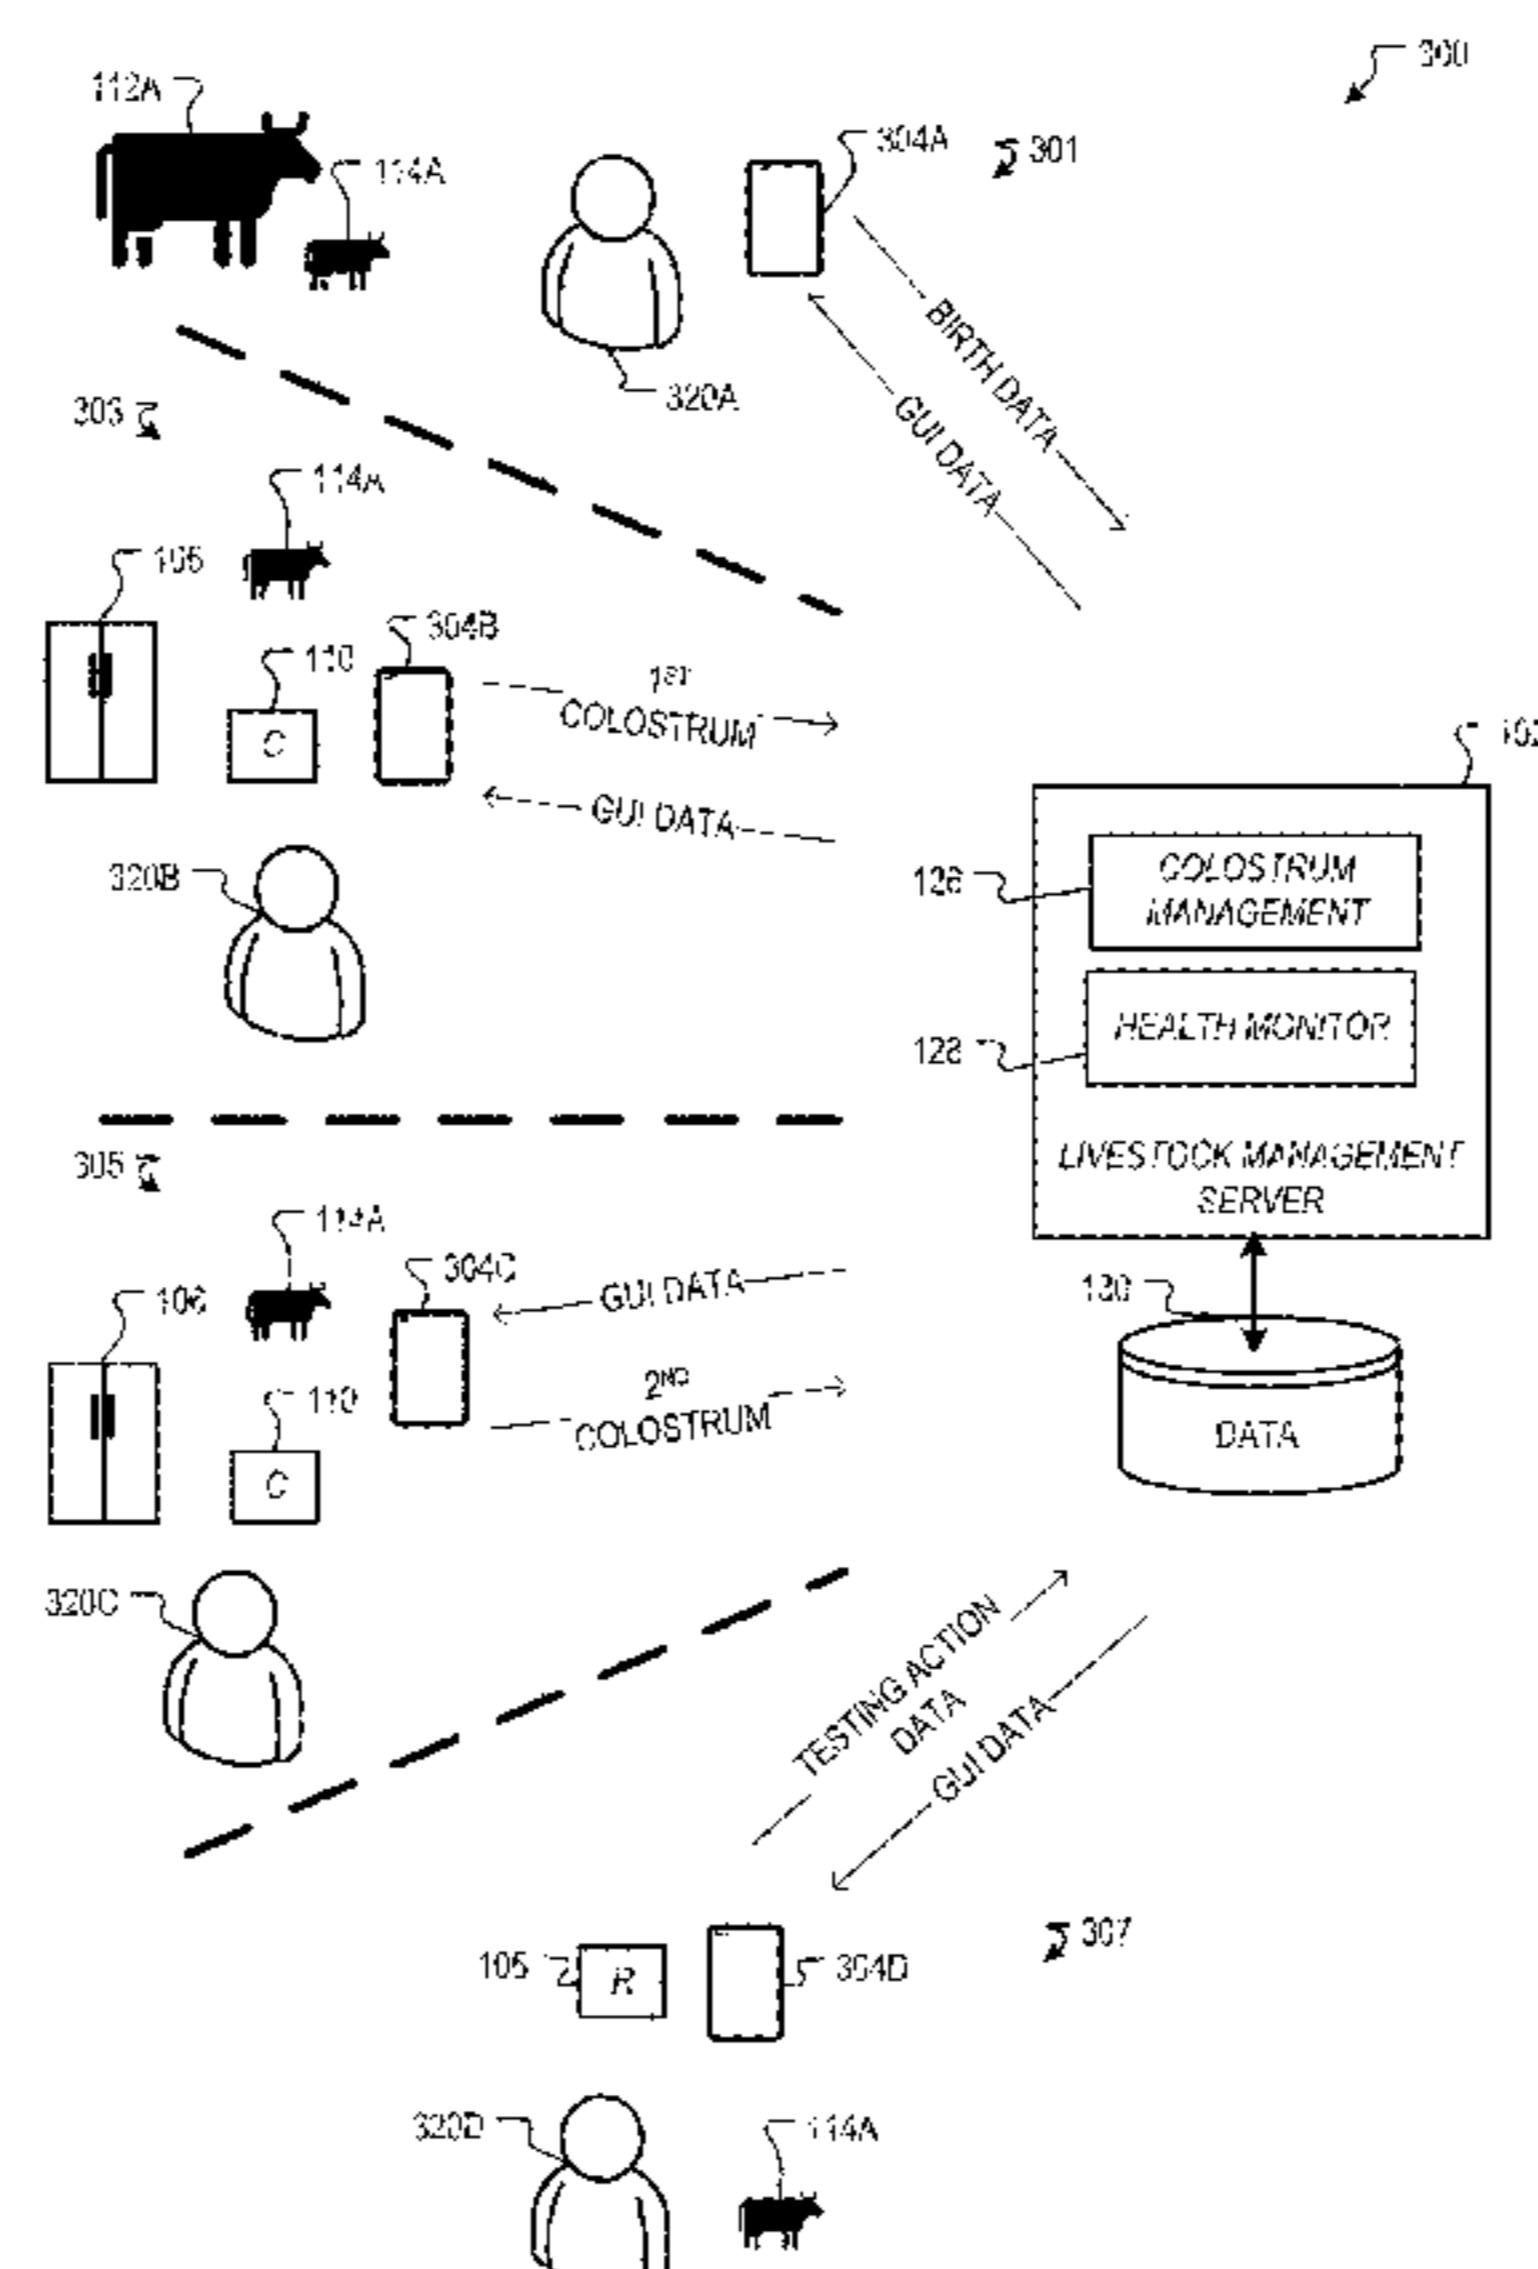 300
112A
114A
304A
301
320A
BIRTH DATA
GUI DATA
303
114A
106
304B
110
1ST
COLOSTRUM
C
GUI DATA
320B
102
126
COLOSTRUM
MANAGEMENT
128
HEALTH MONITOR
LIVESTOCK MANAGEMENT
SERVER
305
114A
304C
GUI DATA
106
110
2ND
COLOSTRUM
C
DATA
320C
TESTING ACTION
DATA
GUI DATA
307
105
R
304D
320D
114A